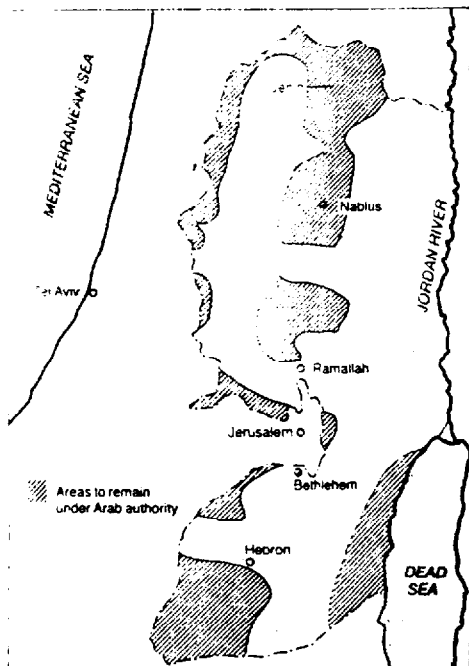 MEDITERRANEAN SEA
Nablus
JORDAN RIVER
Tel Aviv
Ramallah
Jerusalem
Bethlehem
Areas to remain
under Arab authority
Hebron
DEAD
SEA